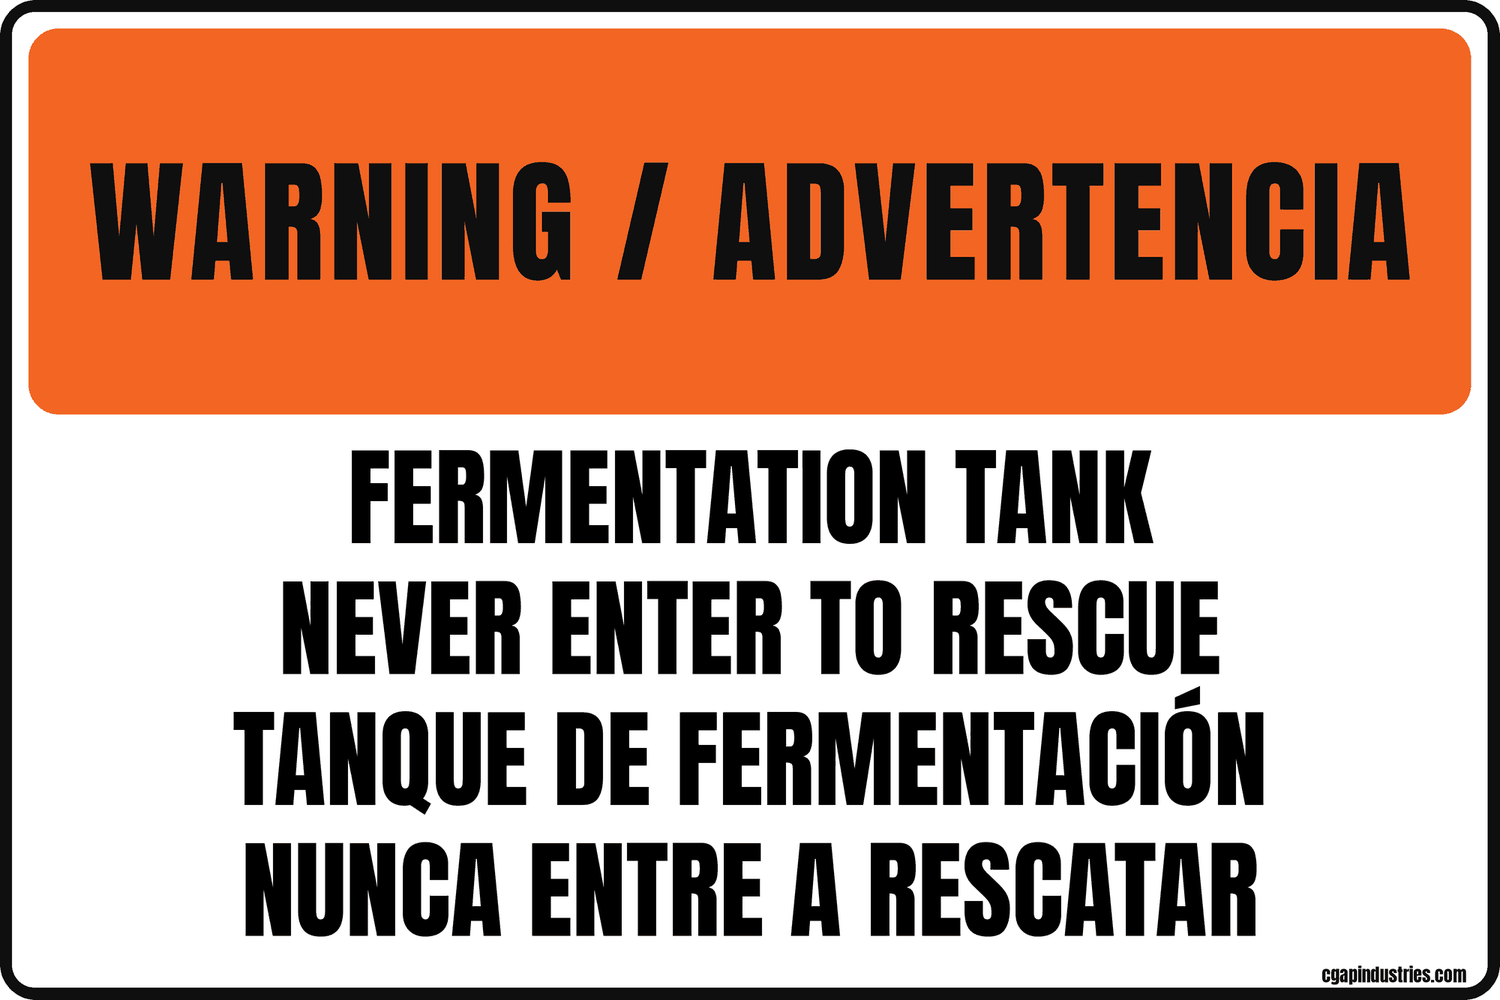 WARNING / ADVERTENCIA
FERMENTATION TANK
NEVER ENTER TO RESCUE
TANQUE DE FERMENTACIÓN
NUNCA ENTRE A RESCATAR
cgapindustries.com